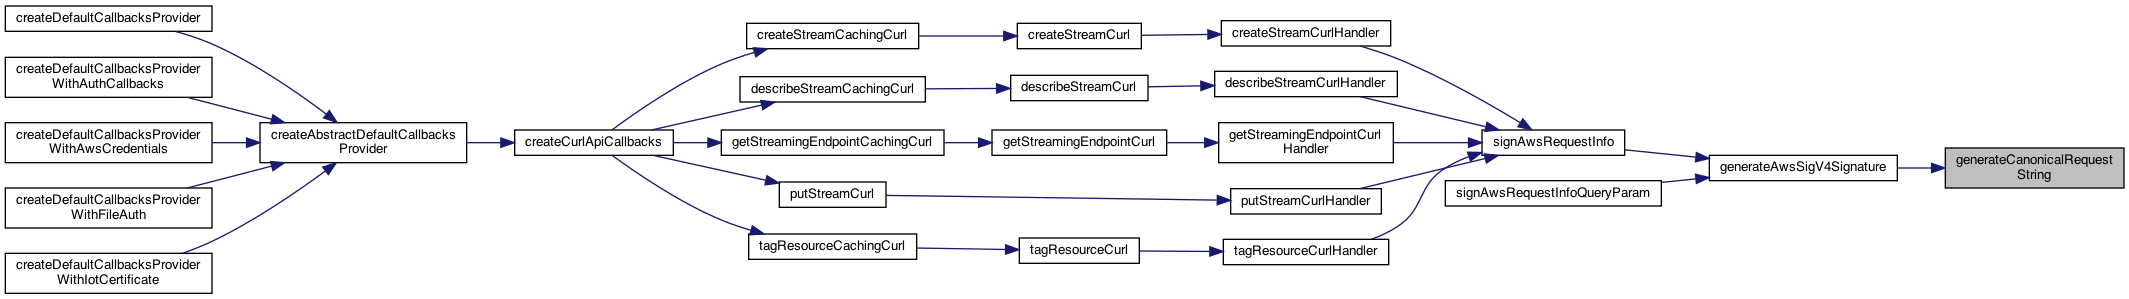 createDefaultCallbacksProvider
createDefaultCallbacksProvider
WithAuthCallbacks
createDefaultCallbacksProvider
WithAwsCredentials
createDefaultCallbacksProvider
WithFileAuth
createDefaultCallbacksProvider
WithIotCertificate
createAbstractDefaultCallbacks
Provider
createCurlApiCallbacks
createStreamCachingCurl
describeStreamCachingCurl
getStreamingEndpointCachingCurl
putStreamCurl
tagResourceCachingCurl
createStreamCurl
describeStreamCurl
getStreamingEndpointCurl
tagResourceCurl
createStreamCurlHandler
describeStreamCurlHandler
getStreamingEndpointCurl
Handler
putStreamCurlHandler
tagResourceCurlHandler
signAwsRequestInfo
signAwsRequestInfoQueryParam
generateAwsSigV4Signature
generateCanonicalRequest
String